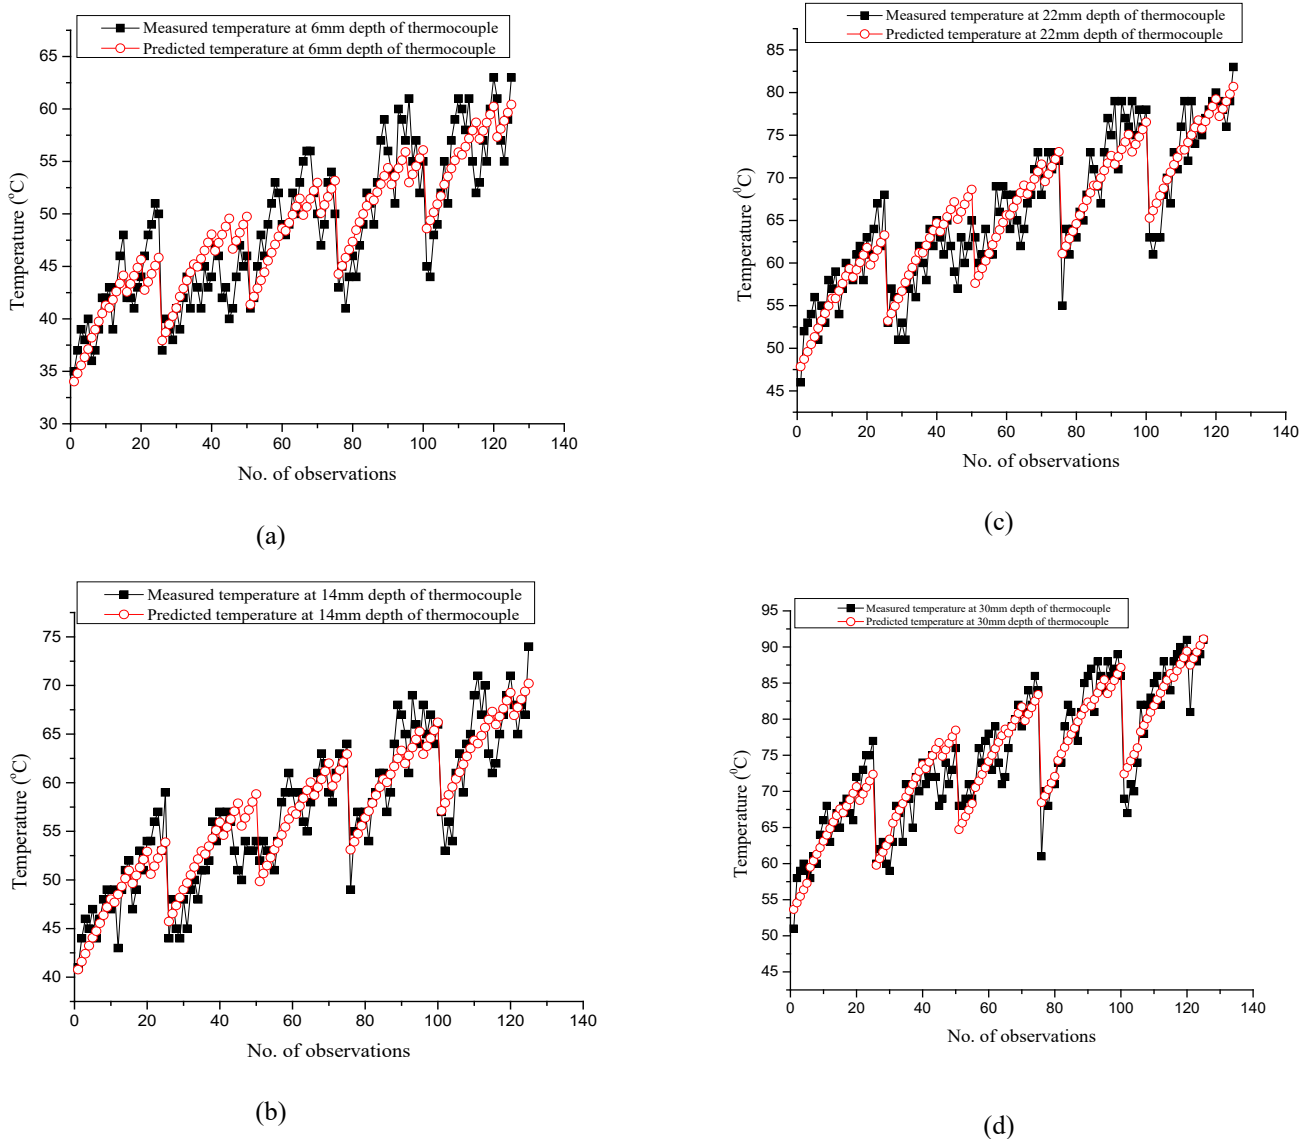 Measured temperature at 6mm depth of thermocouple
Predicted temperature at 6mm depth of thermocouple
65
60
55
50
45
40
35
30
Temperature (°C)
0 20 40 60 80 100 120 140
No. of observations
(a)
Measured temperature at 22mm depth of thermocouple
Predicted temperature at 22mm depth of thermocouple
85
80
75
70
65
60
55
50
45
Temperature (⁰C)
0 20 40 60 80 100 120 140
No. of observations
(c)
Measured temperature at 14mm depth of thermocouple
Predicted temperature at 14mm depth of thermocouple
75
70
65
60
55
50
45
40
Temperature (⁰C)
0 20 40 60 80 100 120 140
No. of observations
(b)
Measured temperature at 30mm depth of thermocouple
Predicted temperature at 30mm depth of thermocouple
95
90
85
80
75
70
65
60
55
50
45
Temperature (⁰C)
0 20 40 60 80 100 120 140
No. of observations
(d)